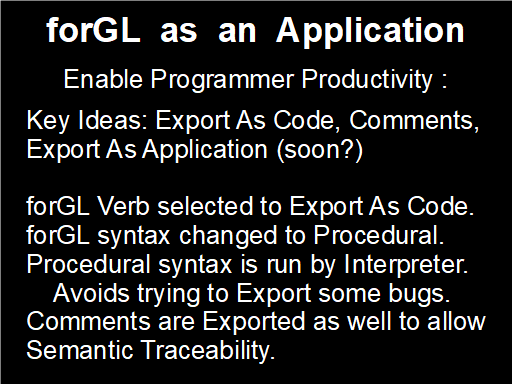 forGL as an Application
Enable Programmer Productivity :
Key Ideas: Export As Code, Comments,
Export As Application (soon?)
forGL Verb selected to Export As Code.
forGL syntax changed to Procedural.
Procedural syntax is run by Interpreter.
Avoids trying to Export some bugs.
Comments are Exported as well to allow
Semantic Traceability.